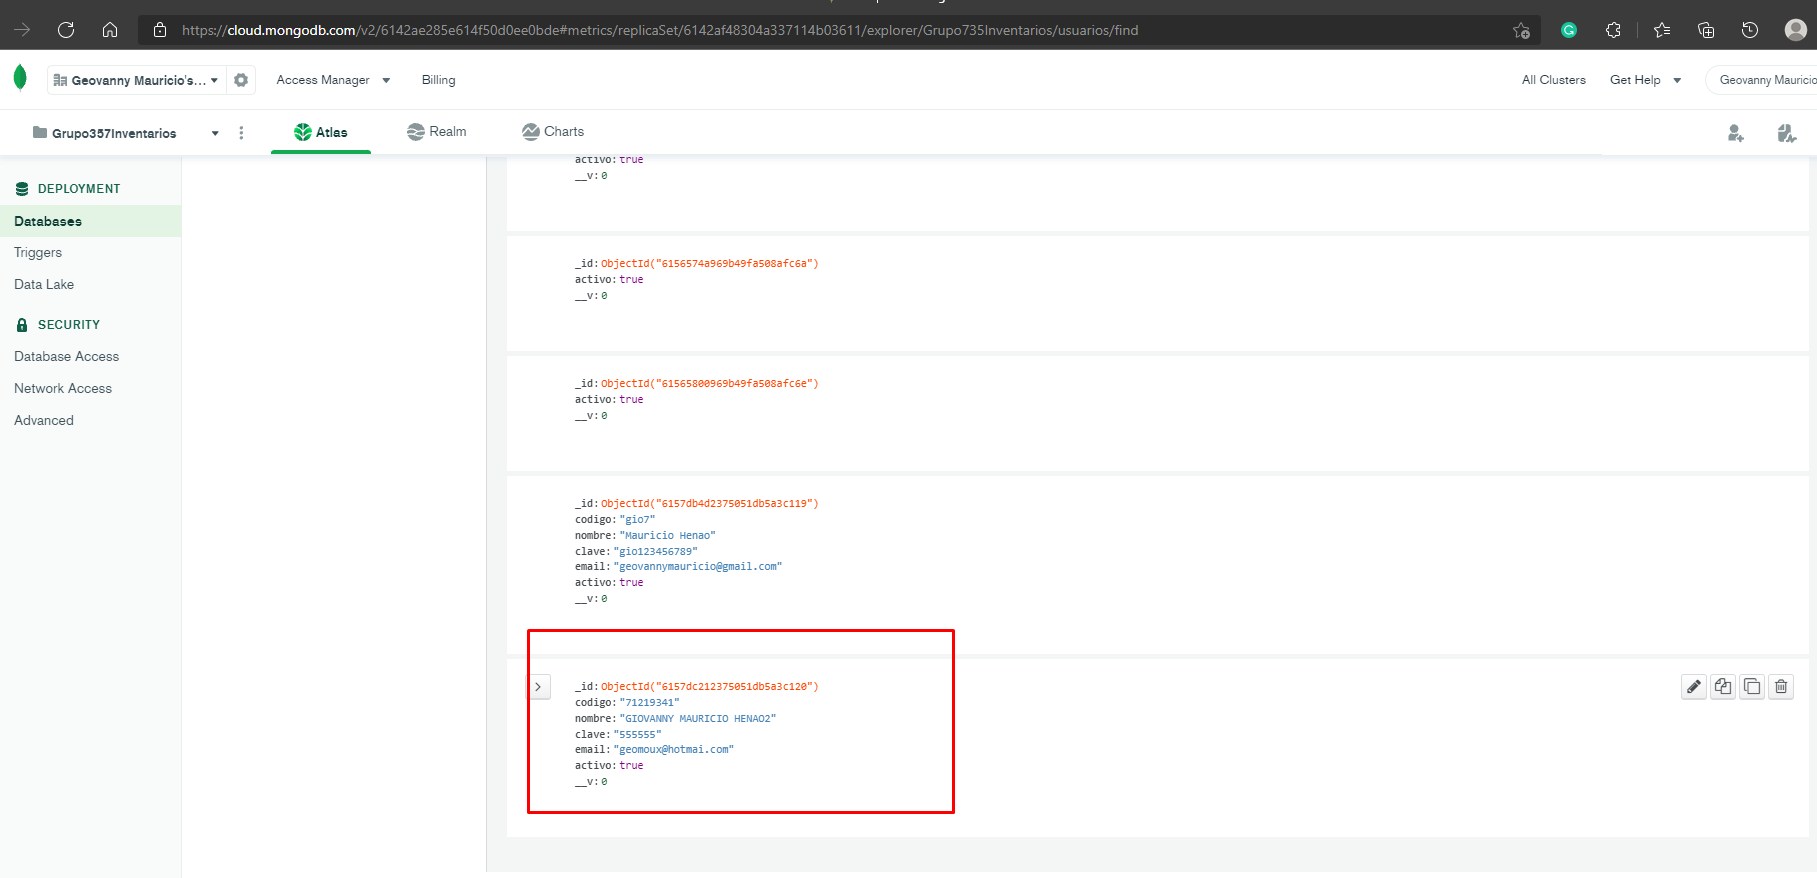 https://cloud.mongodb.com/v2/6142ae285e614f50d0ee0bde#metrics/replicaSet/6142af48304a337114b03611/explorer/Grupo735Inventarios/usuarios/find
Geovanny Mauricio's...
Access Manager
Billing
All Clusters
Get Help
Geovanny Mauricio
Grupo357Inventarios
Atlas
Realm
Charts
DEPLOYMENT
Databases
Triggers
Data Lake
SECURITY
Database Access
Network Access
Advanced
activo: true
__v: 0
_id: ObjectId("6156574a969b49fa508afc6a")
activo: true
__v: 0
_id: ObjectId("61565800969b49fa508afc6e")
activo: true
__v: 0
_id: ObjectId("6157db4d2375051db5a3c119")
codigo: "gio7"
nombre: "Mauricio Henao"
clave: "gio123456789"
email: "geovannymauricio@gmail.com"
activo: true
__v: 0
_id: ObjectId("6157dc212375051db5a3c120")
codigo: "71219341"
nombre: "GIOVANNY MAURICIO HENAO2"
clave: "555555"
email: "geomoux@hotmai.com"
activo: true
__v: 0